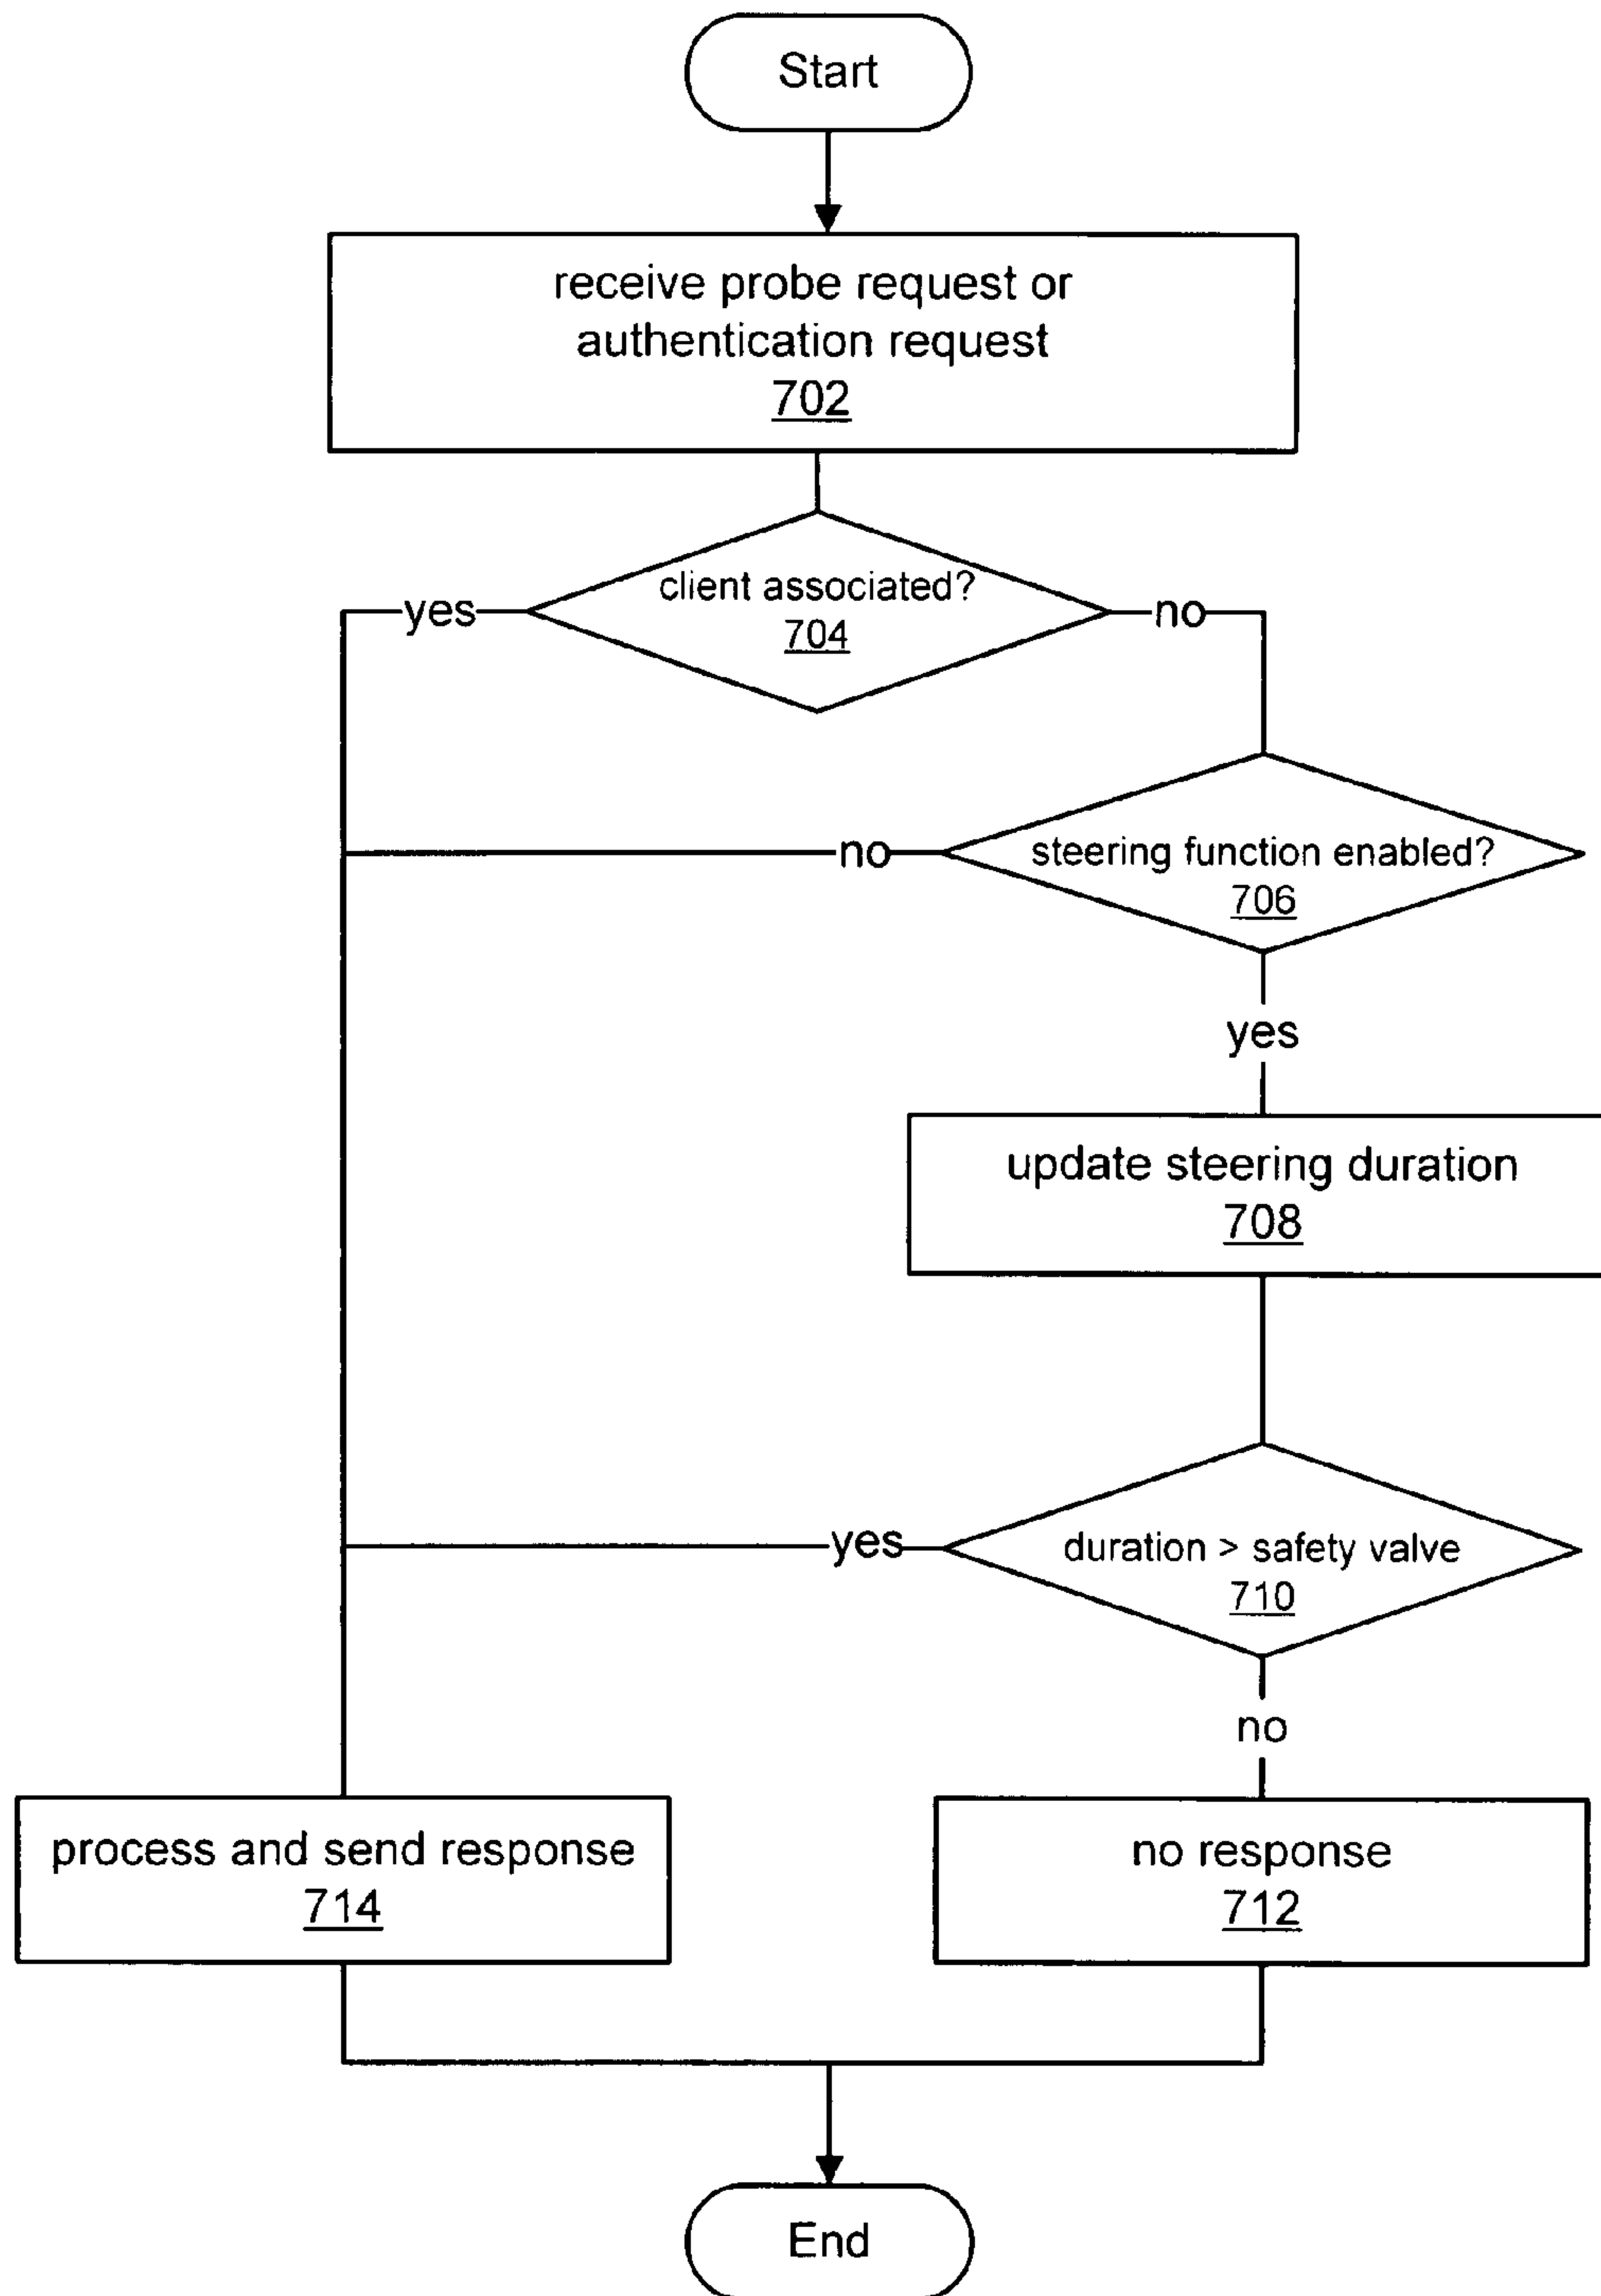 Start
receive probe request or
authentication request
702
client associated?
704
yes
no
steering function enabled?
706
no
yes
update steering duration
708
duration > safety valve
710
yes
no
process and send response
714
no response
712
End